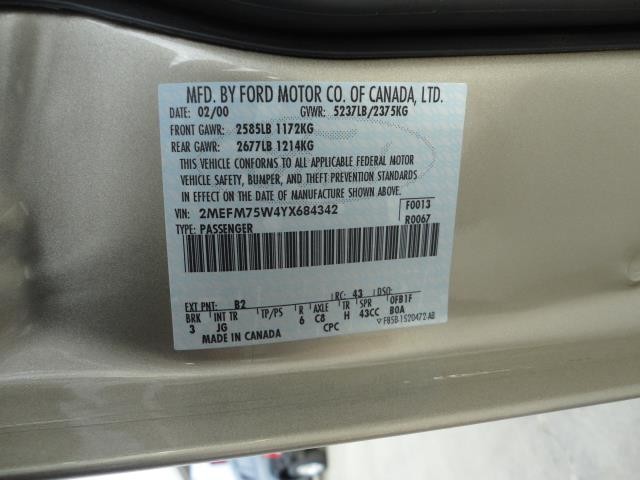 MFD. BY FORD MOTOR CO. OF CANADA, LTD.
DATE: 02/00 GVWR: 5237LB/2375KG
FRONT GAWR: 2585LB 1172KG
REAR GAWR: 2677LB 1214KG
THIS VEHICLE CONFORMS TO ALL APPLICABLE FEDERAL MOTOR
VEHICLE SAFETY, BUMPER, AND THEFT PREVENTION STANDARDS
IN EFFECT ON THE DATE OF MANUFACTURE SHOWN ABOVE.
VIN: 2MEFM75W4YX684342 F0013
TYPE: PASSENGER R0067
EXT PNT: B2 RC: 43 DSO:
BRK INT TR TP/PS R AXLE TR SPR 0FB1F
3 JG 6 C8 H 43CC B0A
MADE IN CANADA CPC F85B-1520472-AB